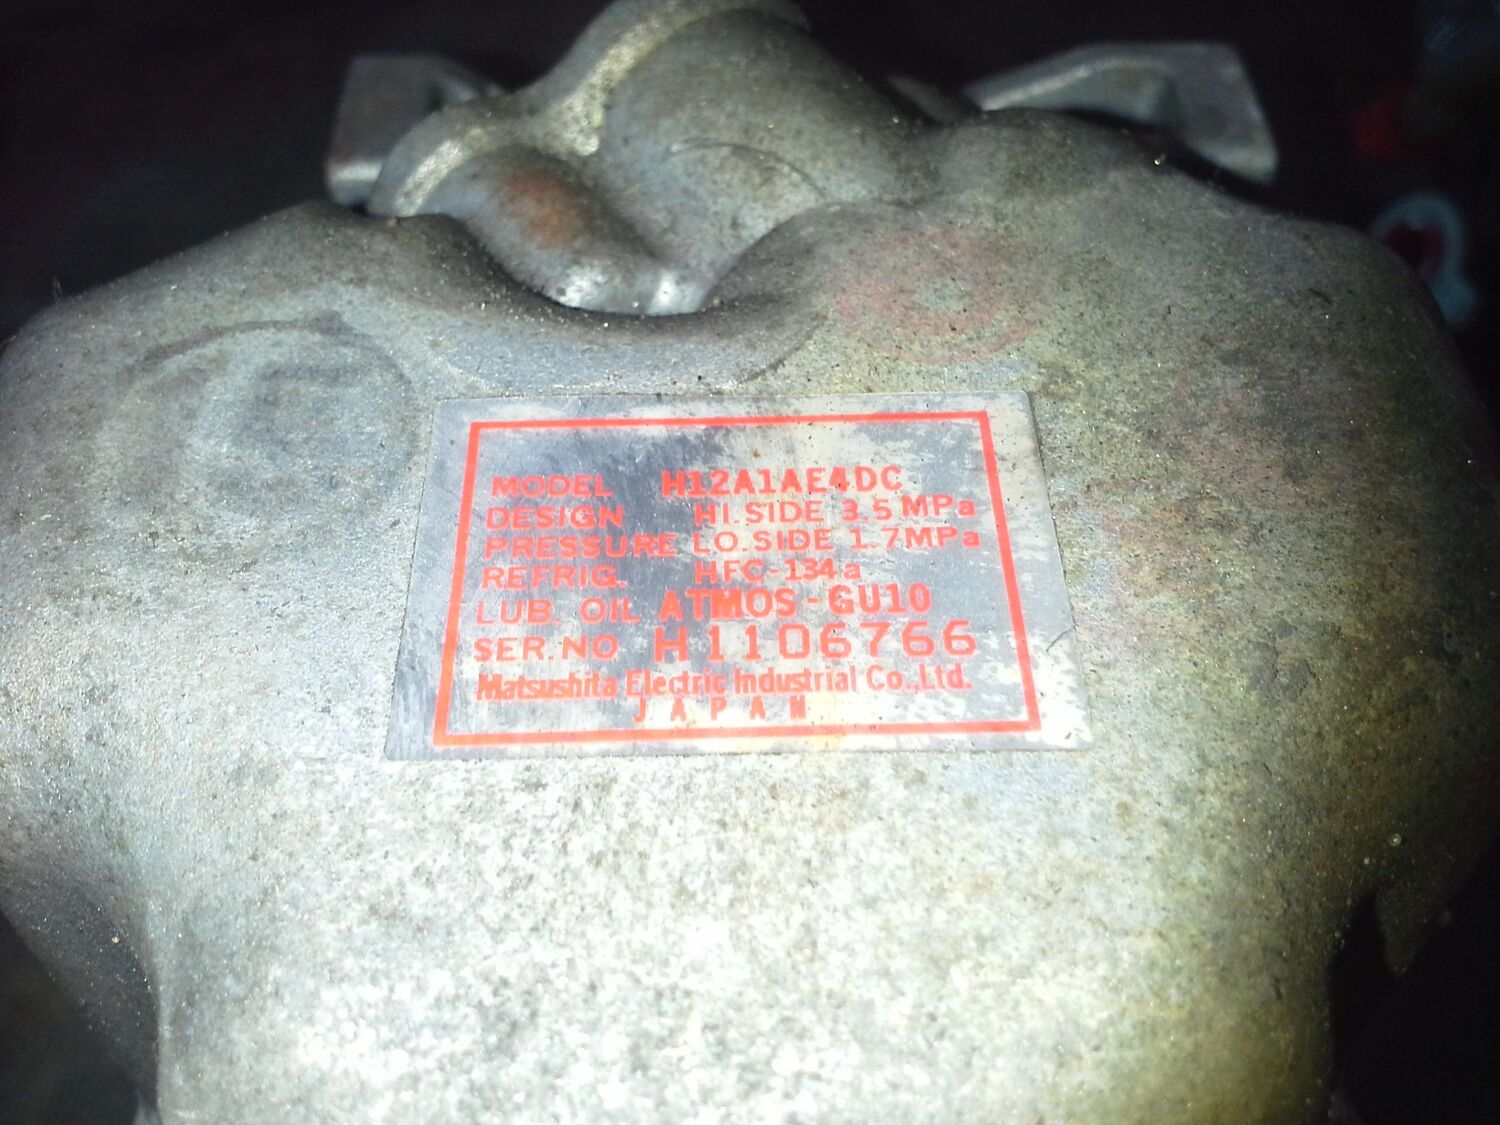 MODEL H12A1AE4DC
DESIGN HI. SIDE 3.5 MPa
PRESSURE LO. SIDE 1.7MPa
REFRIG. HFC-134a
LUB. OIL ATMOS-GU10
SER. NO H1106766
Matsushita Electric Industrial Co.,Ltd.
JAPAN